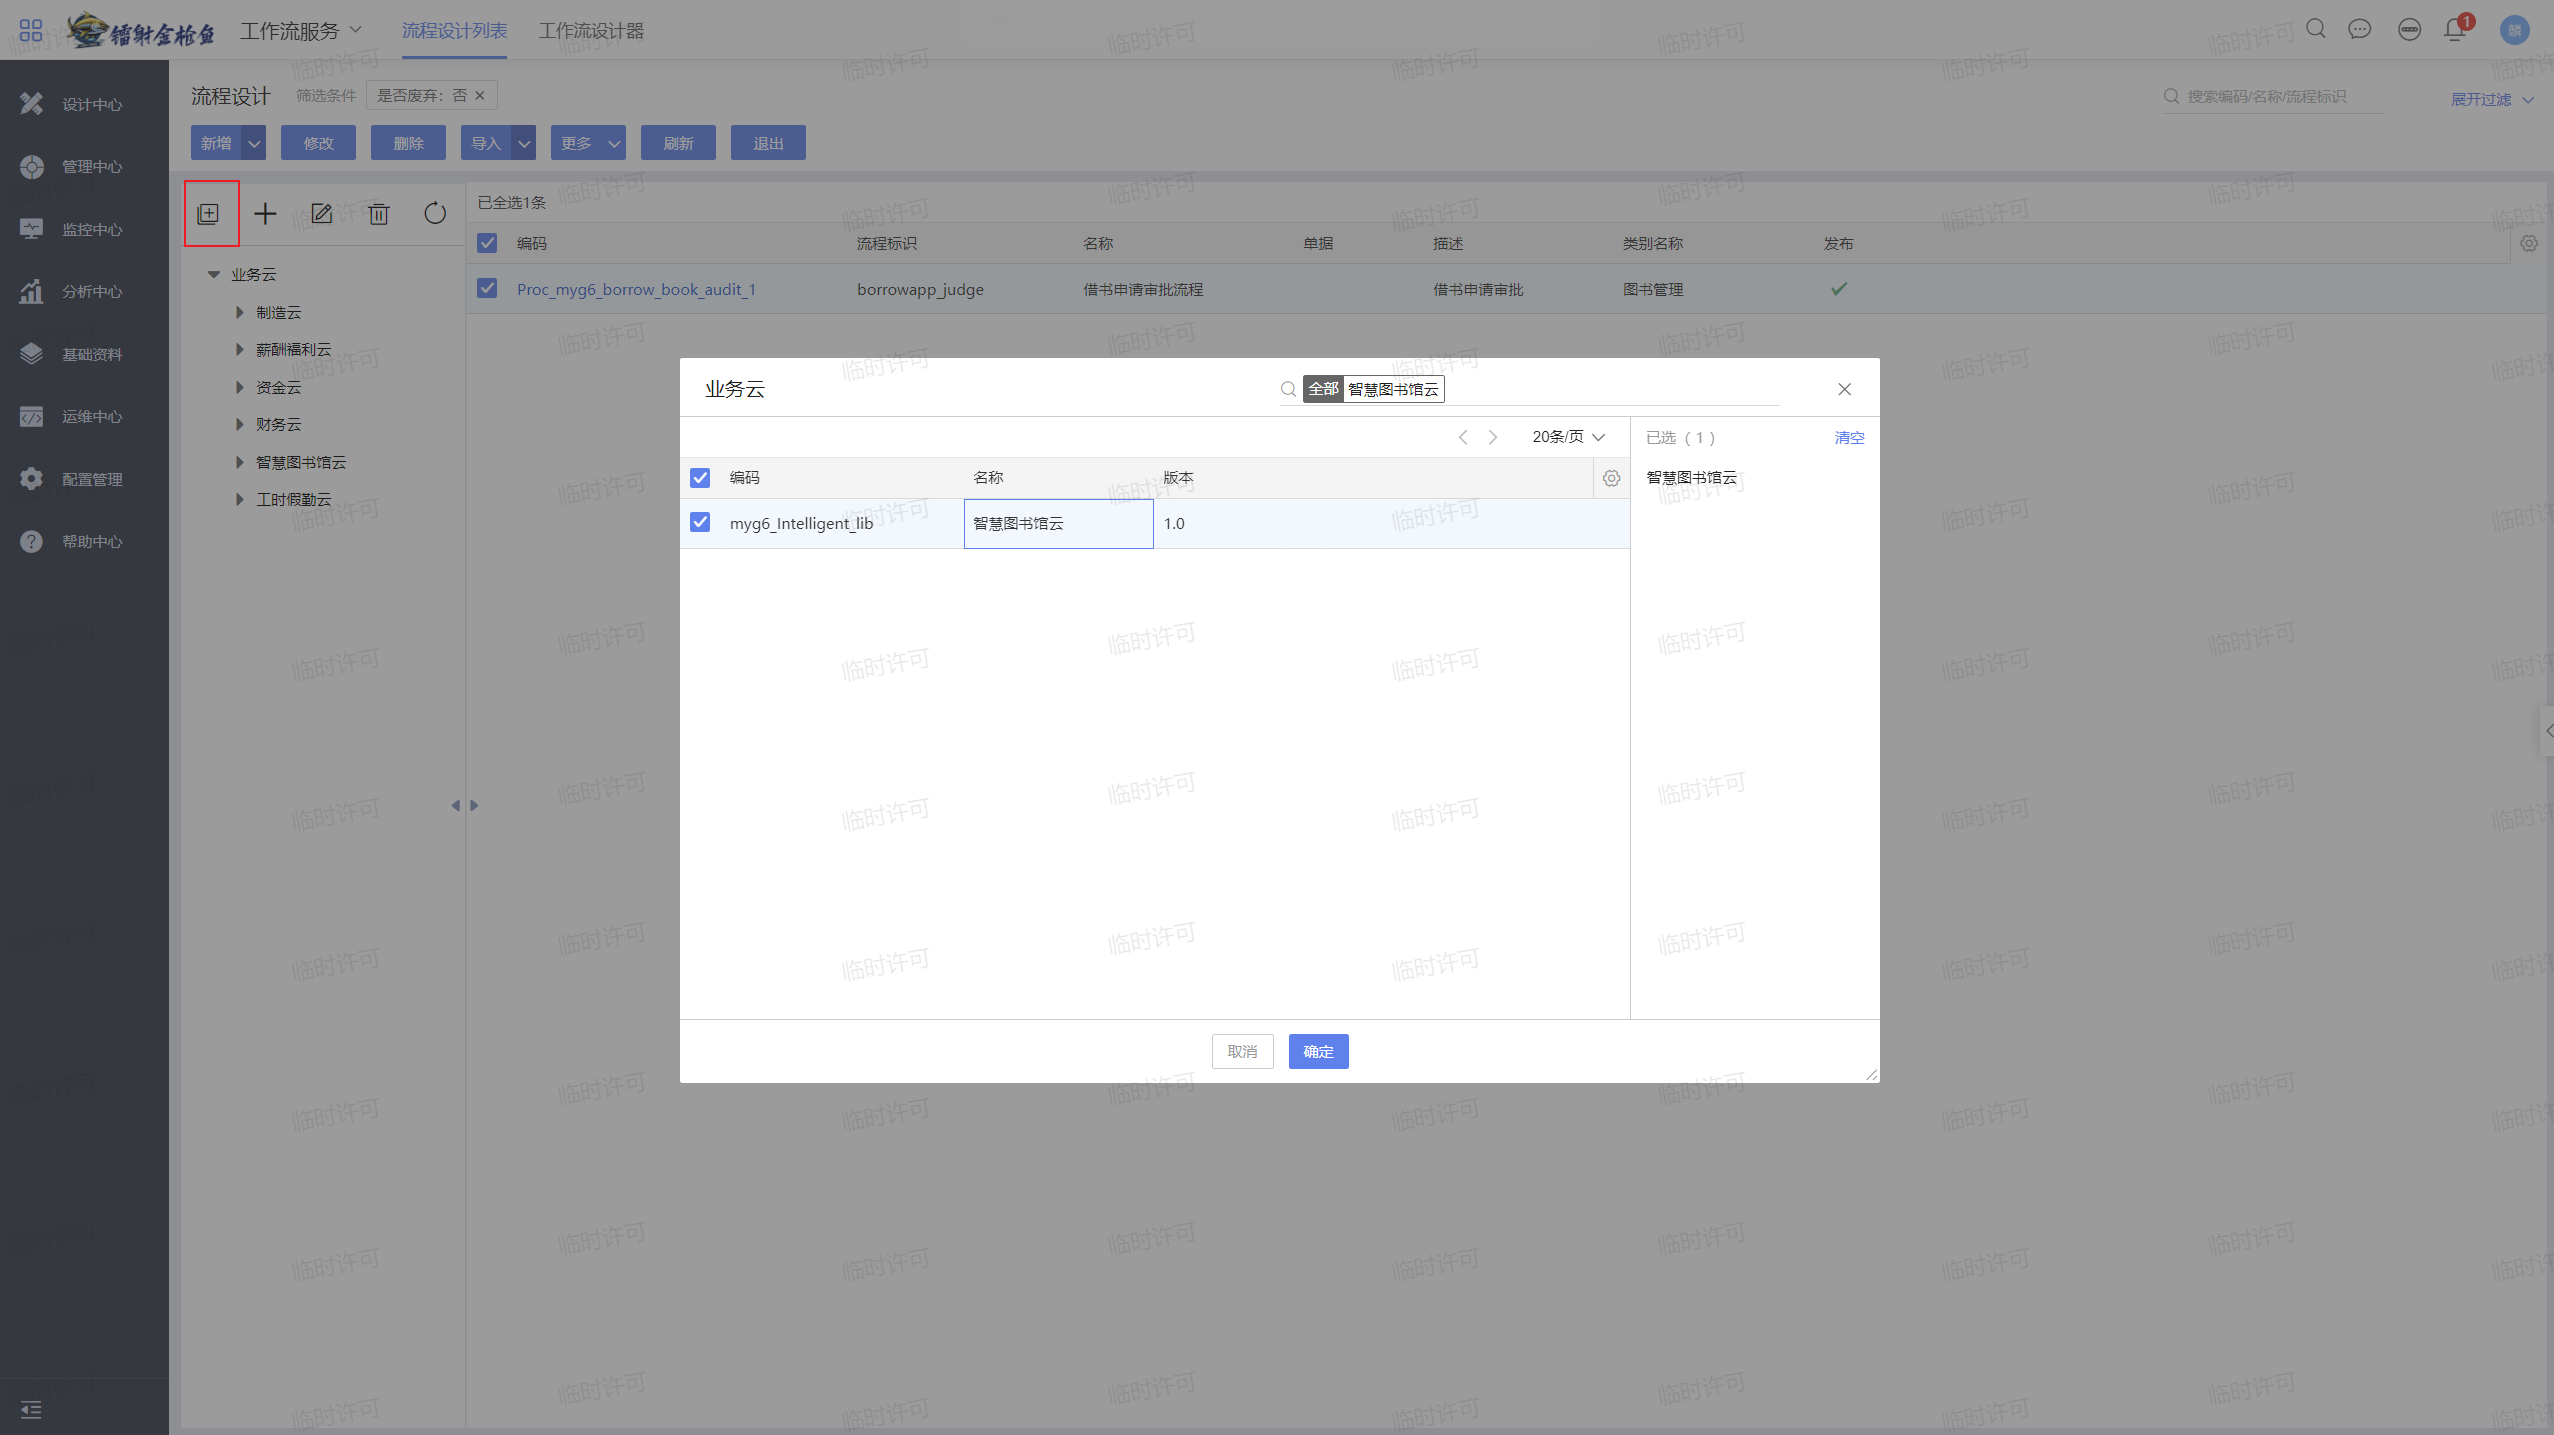 镭射金枪鱼
工作流服务
流程设计列表
工作流设计器
1
麟
设计中心
管理中心
监控中心
分析中心
基础资料
运维中心
配置管理
帮助中心
流程设计
筛选条件
是否废弃：否
搜索编码/名称/流程标识
展开过滤
新增
修改
删除
导入
更多
刷新
退出
业务云
制造云
薪酬福利云
资金云
财务云
智慧图书馆云
工时假勤云
已全选1条
编码 流程标识 名称 单据 描述 类别名称 发布
Proc_myg6_borrow_book_audit_1 borrowapp_judge 借书申请审批流程 借书申请审批 图书管理
业务云
全部 智慧图书馆云
20条/页
已选（1）
清空
编码 名称 版本
myg6_Intelligent_lib 智慧图书馆云 1.0
智慧图书馆云
取消
确定
临时许可